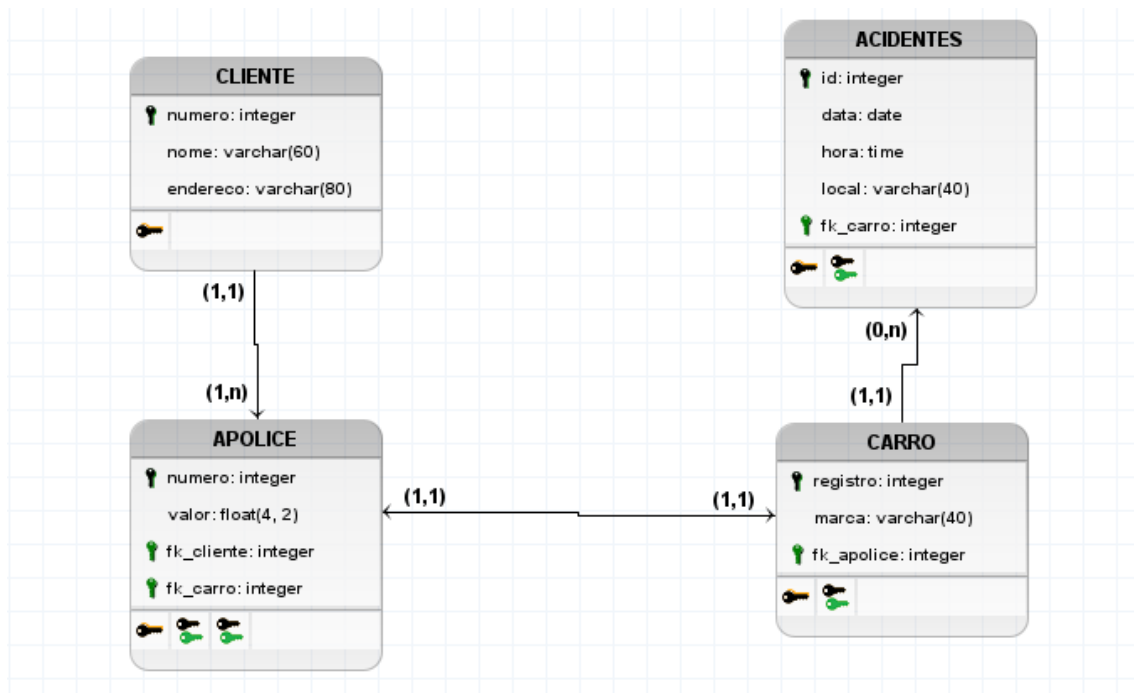 CLIENTE
numero: integer
nome: varchar(60)
endereco: varchar(80)
(1,1)
(1,n)
APOLICE
numero: integer
valor: float(4, 2)
fk_cliente: integer
fk_carro: integer
(1,1)
(1,1)
ACIDENTES
id: integer
data: date
hora: time
local: varchar(40)
fk_carro: integer
(0,n)
(1,1)
CARRO
registro: integer
marca: varchar(40)
fk_apolice: integer